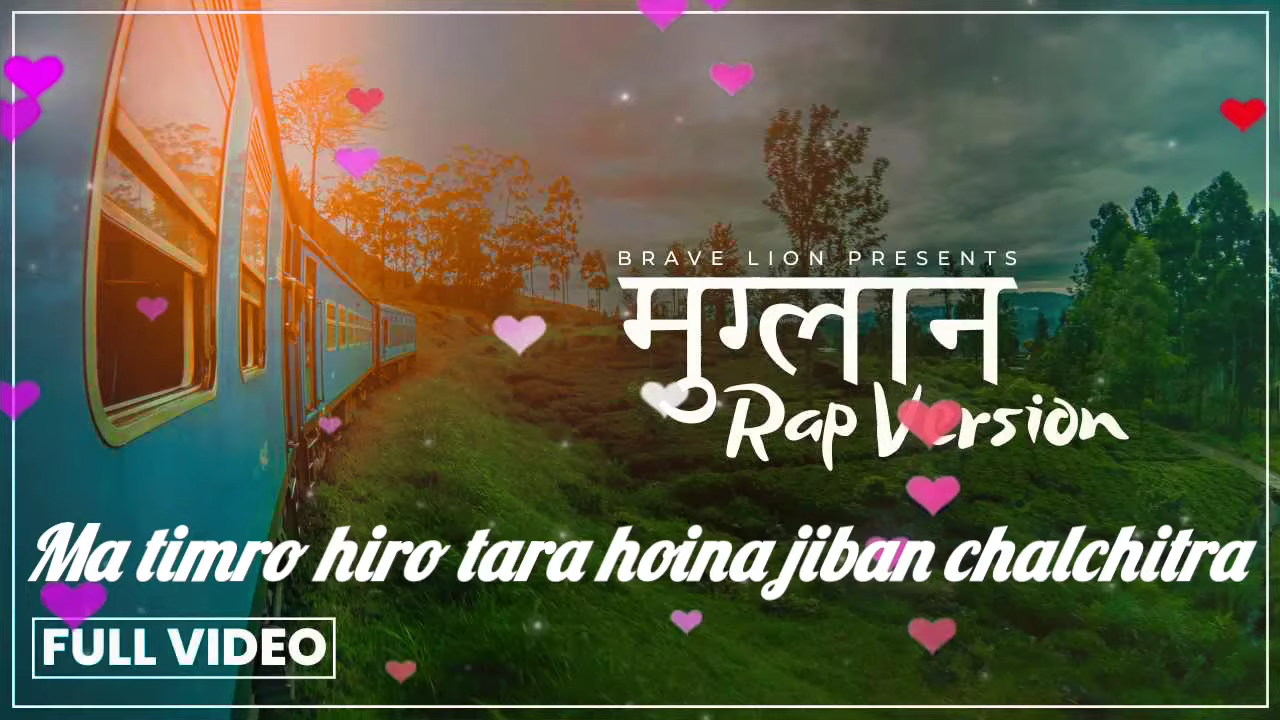 BRAVE LION PRESENTS
मुग्लान
Rap Version
Ma timro hiro tara hoina jiban chalchitra
FULL VIDEO